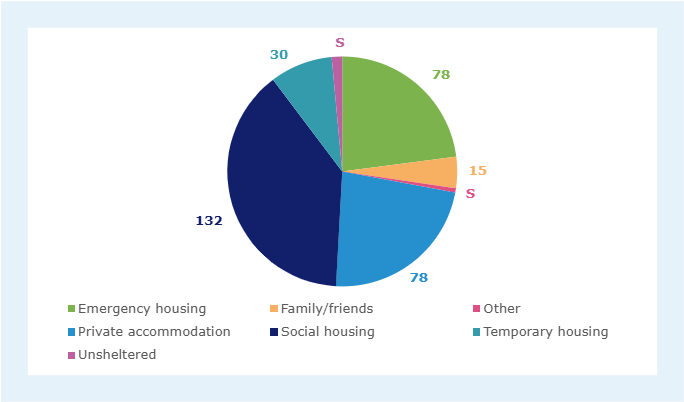 S
30
78
15
S
132
78
Emergency housing
Family/friends
Other
Private accommodation
Social housing
Temporary housing
Unsheltered